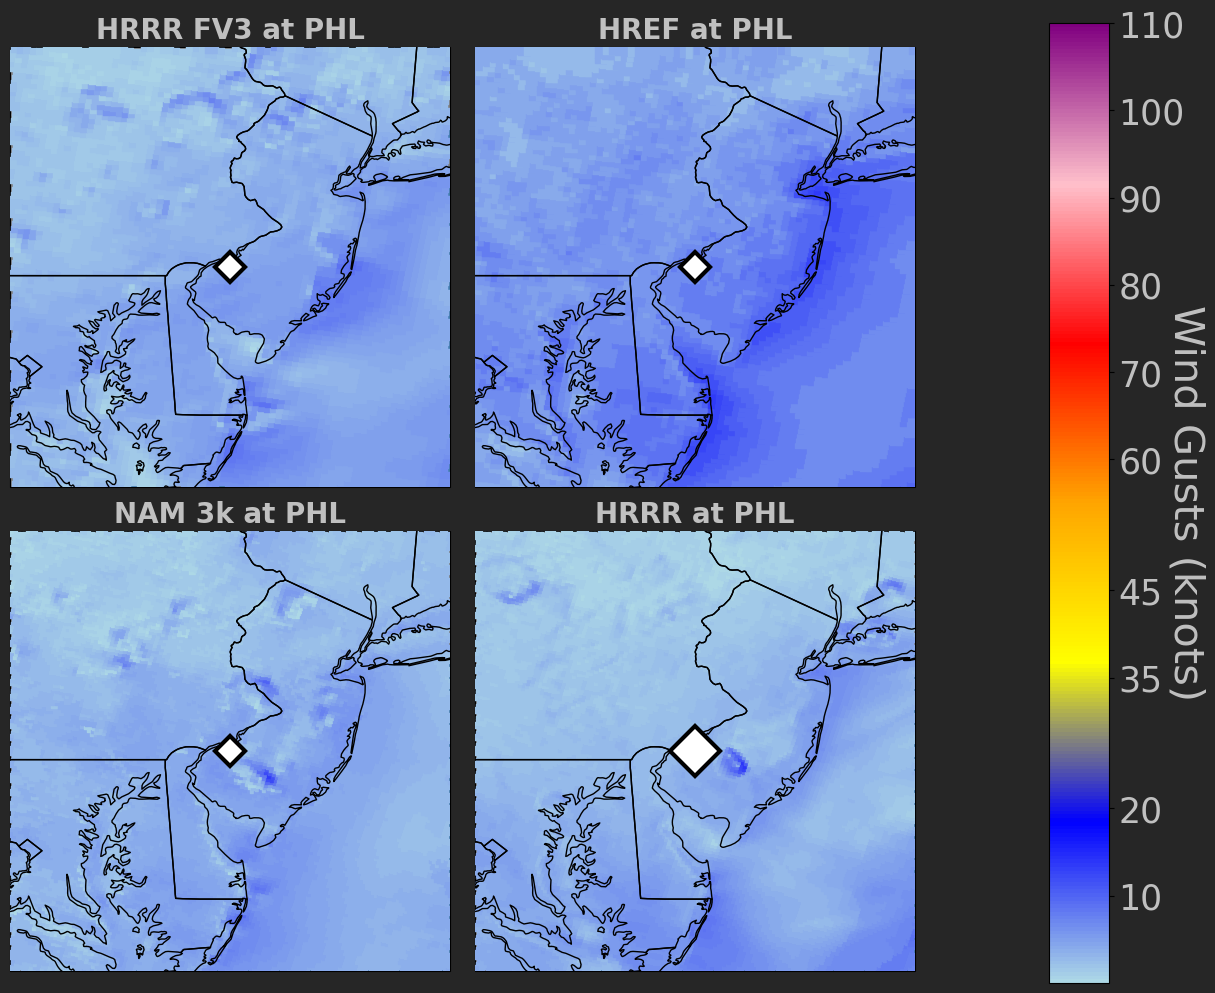 HRRR FV3 at PHL
HREF at PHL
NAM 3k at PHL
HRRR at PHL
110
100
90
80
70
60
45
35
20
10
Wind Gusts (knots)